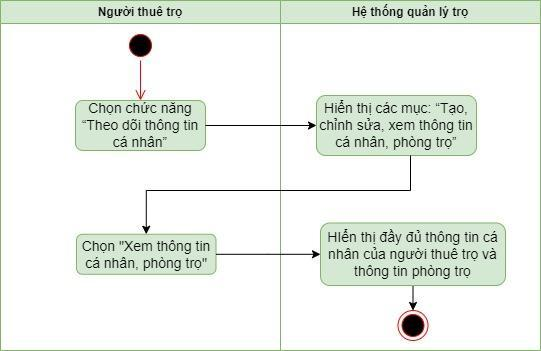 Người thuê trọ
Hệ thống quản lý trọ
Chọn chức năng
“Theo dõi thông tin
cá nhân”
Hiển thị các mục: “Tạo,
chỉnh sửa, xem thông tin
cá nhân, phòng trọ”
Chọn "Xem thông tin
cá nhân, phòng trọ"
HIển thị đầy đủ thông tin cá
nhân của người thuê trọ và
thông tin phòng trọ